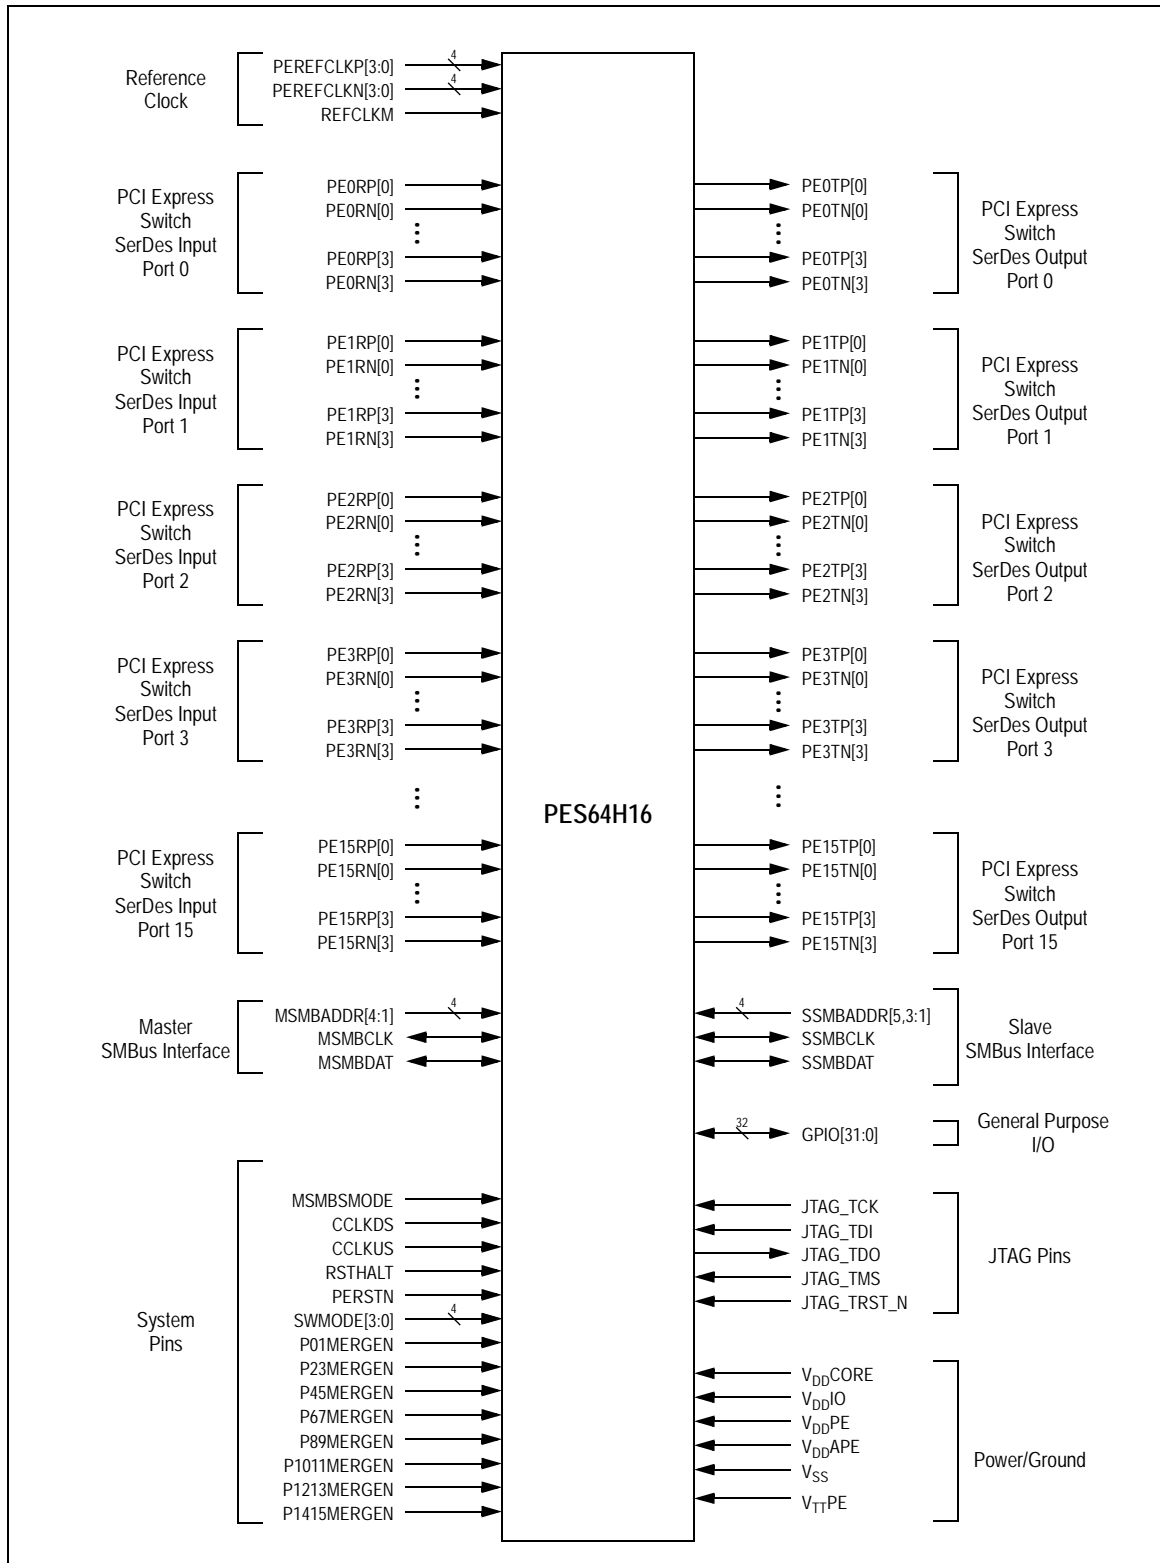 Reference
Clock
PEREFCLKP[3:0]
4
PEREFCLKN[3:0]
4
REFCLKM
PCI Express
Switch
SerDes Input
Port 0
PE0RP[0]
PE0RN[0]
PE0RP[3]
PE0RN[3]
PE0TP[0]
PE0TN[0]
PE0TP[3]
PE0TN[3]
PCI Express
Switch
SerDes Output
Port 0
PCI Express
Switch
SerDes Input
Port 1
PE1RP[0]
PE1RN[0]
PE1RP[3]
PE1RN[3]
PE1TP[0]
PE1TN[0]
PE1TP[3]
PE1TN[3]
PCI Express
Switch
SerDes Output
Port 1
PCI Express
Switch
SerDes Input
Port 2
PE2RP[0]
PE2RN[0]
PE2RP[3]
PE2RN[3]
PE2TP[0]
PE2TN[0]
PE2TP[3]
PE2TN[3]
PCI Express
Switch
SerDes Output
Port 2
PCI Express
Switch
SerDes Input
Port 3
PE3RP[0]
PE3RN[0]
PE3RP[3]
PE3RN[3]
PE3TP[0]
PE3TN[0]
PE3TP[3]
PE3TN[3]
PCI Express
Switch
SerDes Output
Port 3
PES64H16
PCI Express
Switch
SerDes Input
Port 15
PE15RP[0]
PE15RN[0]
PE15RP[3]
PE15RN[3]
PE15TP[0]
PE15TN[0]
PE15TP[3]
PE15TN[3]
PCI Express
Switch
SerDes Output
Port 15
Master
SMBus Interface
MSMBADDR[4:1]
4
MSMBCLK
MSMBDAT
4
SSMBADDR[5,3:1]
SSMBCLK
SSMBDAT
Slave
SMBus Interface
32
GPIO[31:0]
General Purpose
I/O
System
Pins
MSMBSMODE
CCLKDS
CCLKUS
RSTHALT
PERSTN
SWMODE[3:0]
4
P01MERGEN
P23MERGEN
P45MERGEN
P67MERGEN
P89MERGEN
P1011MERGEN
P1213MERGEN
P1415MERGEN
JTAG_TCK
JTAG_TDI
JTAG_TDO
JTAG_TMS
JTAG_TRST_N
JTAG Pins
VDDCORE
VDDIO
VDDPE
VDDAPE
VSS
VTTPE
Power/Ground